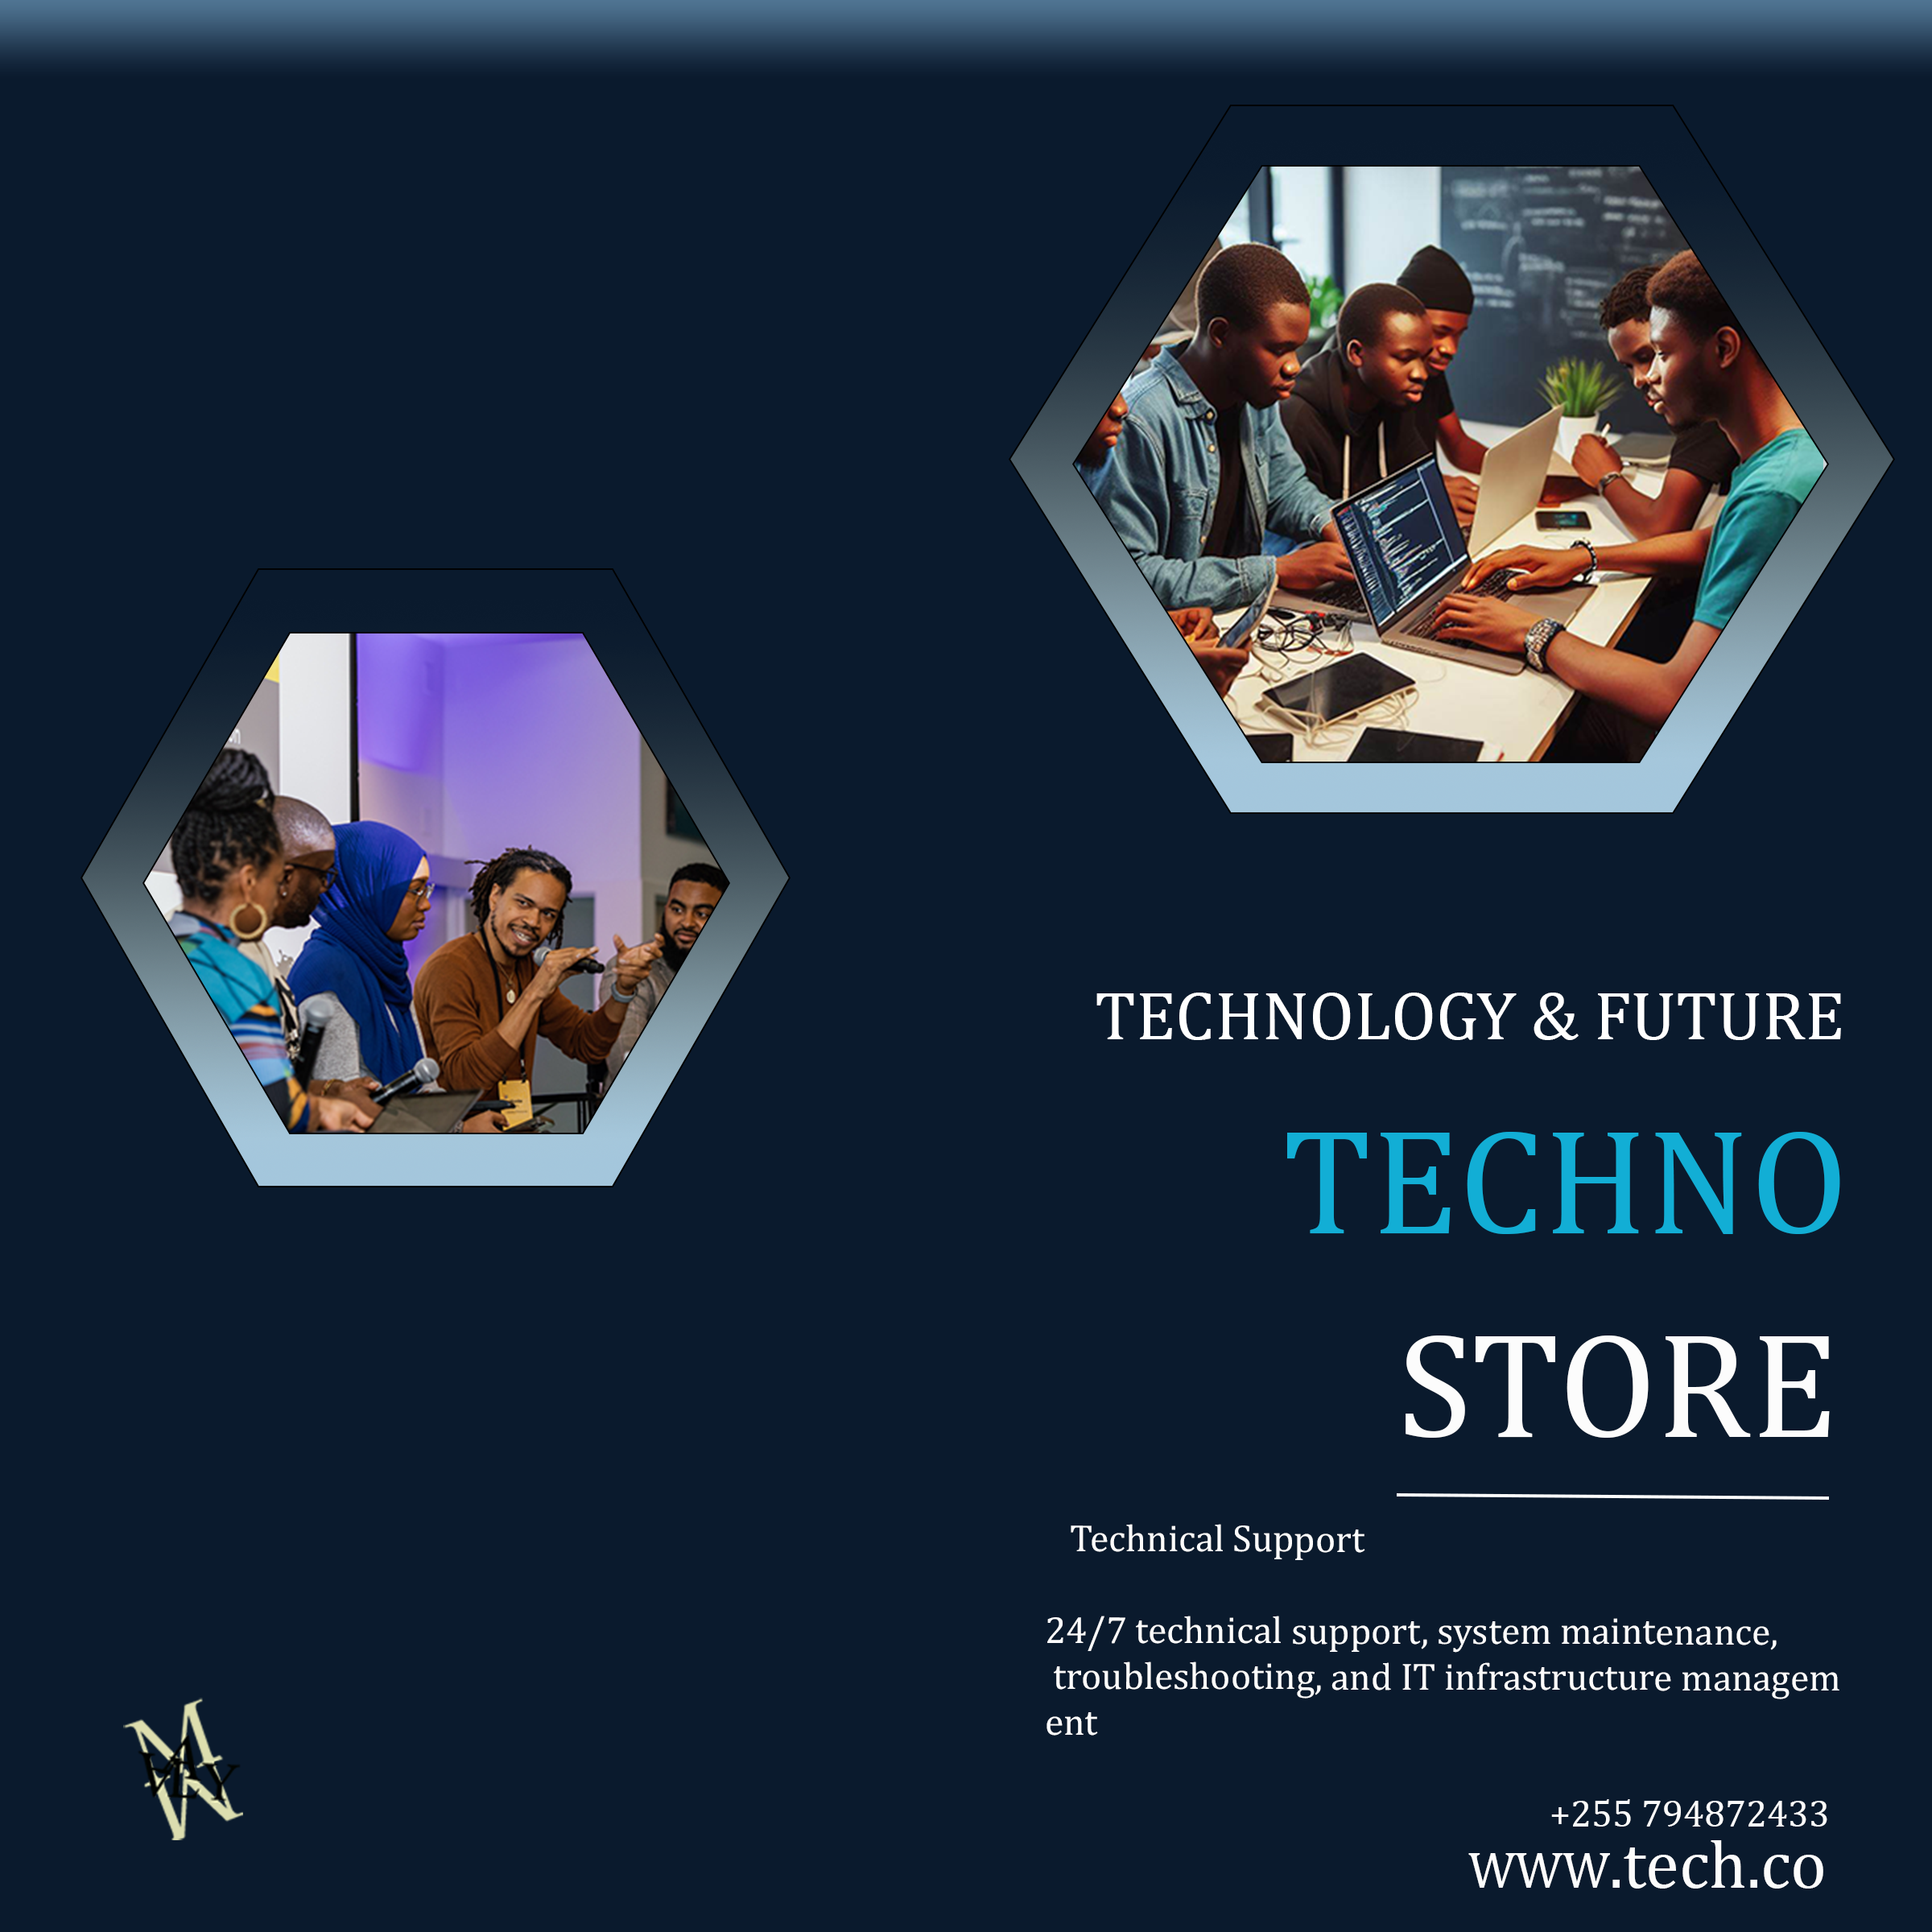 TECHNOLOGY & FUTURE
TECHNO
STORE
Technical Support
24/7 technical support, system maintenance,
troubleshooting, and IT infrastructure managem
ent
+255 794872433
www.tech.co